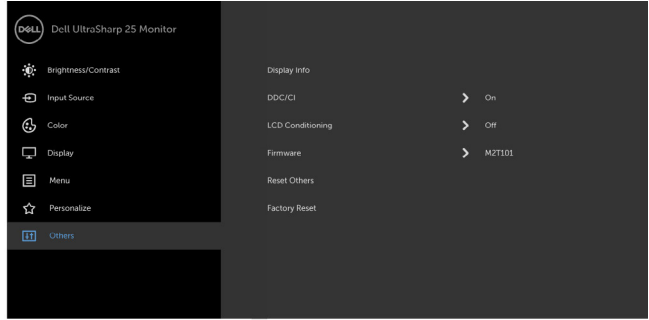 DELL Dell UltraSharp 25 Monitor
Brightness/Contrast
Input Source
Color
Display
Menu
Personalize
Others
Display Info
DDC/CI On
LCD Conditioning Off
Firmware M2T101
Reset Others
Factory Reset